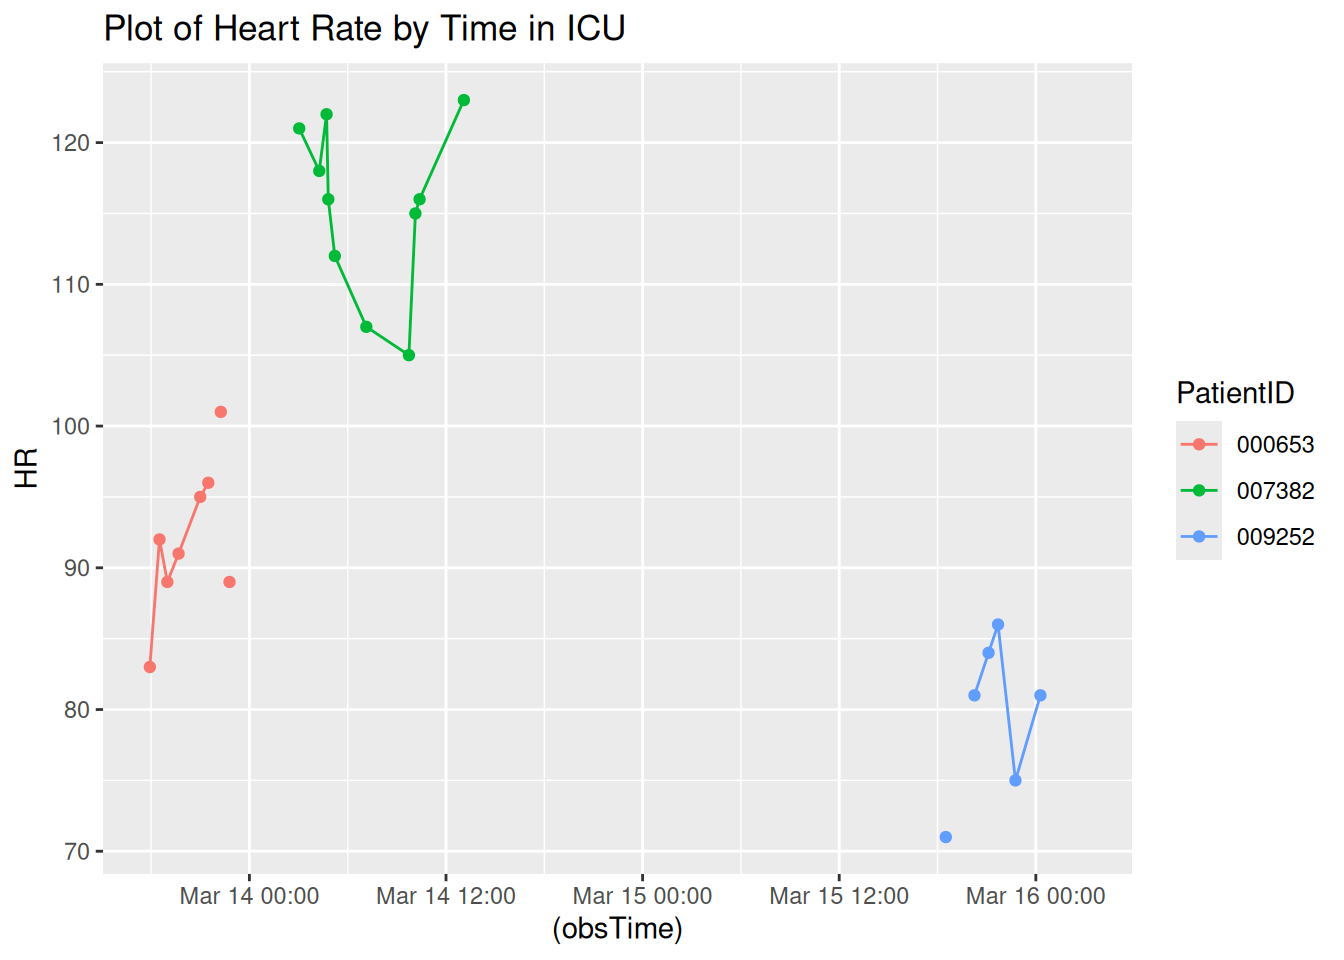 Plot of Heart Rate by Time in ICU
120
110
100
90
80
70
HR
Mar 14 00:00
Mar 14 12:00
Mar 15 00:00
Mar 15 12:00
Mar 16 00:00
(obsTime)
PatientID
000653
007382
009252